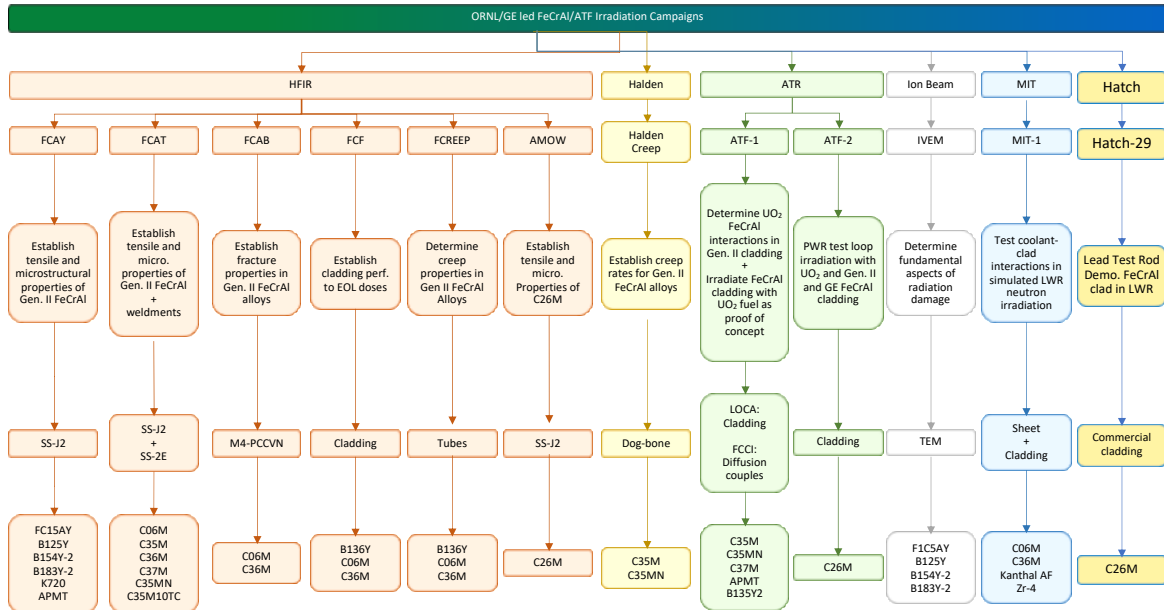 ORNL/GE led FeCrAl/ATF Irradiation Campaigns
HFIR
Halden
ATR
Ion Beam
MIT
Hatch
FCAY
FCAT
FCAB
FCF
FCREEP
AMOW
Halden
Creep
ATF-1
ATF-2
IVEM
MIT-1
Hatch-29
Establish
tensile and
microstructural
properties of
Gen. II FeCrAl
Establish
tensile and
micro.
properties of
Gen. II FeCrAl
+
weldments
Establish
fracture
properties in
Gen. II FeCrAl
alloys
Establish
cladding perf.
to EOL doses
Determine
creep
properties in
Gen II FeCrAl
Alloys
Establish
tensile and
micro.
Properties of
C26M
Establish creep
rates for Gen. II
FeCrAl alloys
Determine UO₂
FeCrAl
interactions in
Gen. II cladding
+
Irradiate FeCrAl
cladding with
UO₂ fuel as
proof of
concept
PWR test loop
irradiation with
UO₂ and Gen. II
and GE FeCrAl
cladding
Determine
fundamental
aspects of
radiation
damage
Test coolant-
clad
interactions in
simulated LWR
neutron
irradiation
Lead Test Rod
Demo. FeCrAl
clad in LWR
SS-J2
SS-J2
+
SS-2E
M4-PCCVN
Cladding
Tubes
SS-J2
Dog-bone
LOCA:
Cladding
FCCI:
Diffusion
couples
Cladding
TEM
Sheet
+
Cladding
Commercial
cladding
FC15AY
B125Y
B154Y-2
B183Y-2
K720
APMT
C06M
C35M
C36M
C37M
C35MN
C35M10TC
C06M
C36M
B136Y
C06M
C36M
B136Y
C06M
C36M
C26M
C35M
C35MN
C35M
C35MN
C37M
APMT
B135Y2
C26M
F1C5AY
B125Y
B154Y-2
B183Y-2
C06M
C36M
Kanthal AF
Zr-4
C26M